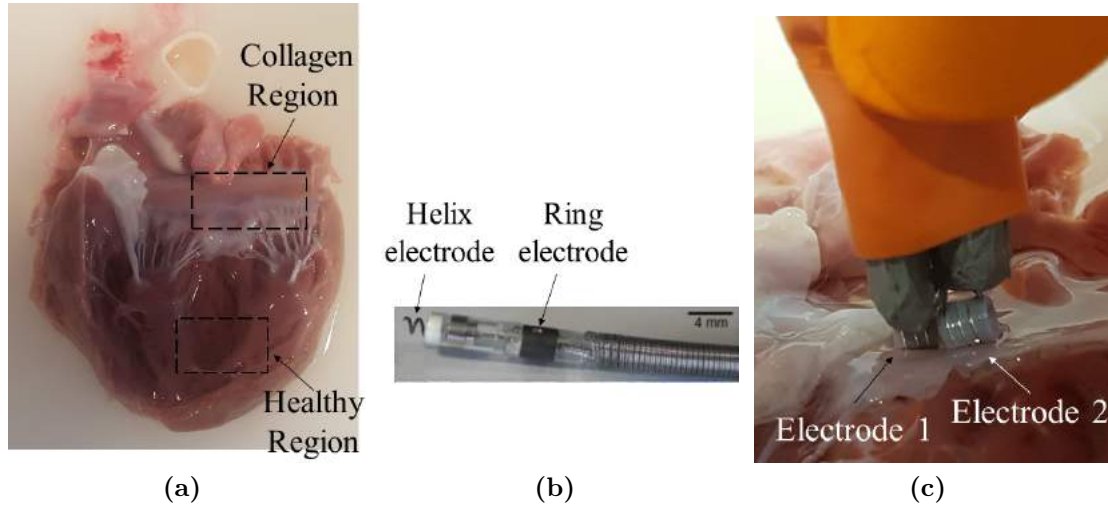 Collagen
Region
Healthy
Region
(a)
Helix
electrode
Ring
electrode
4 mm
(b)
Electrode 1
Electrode 2
(c)